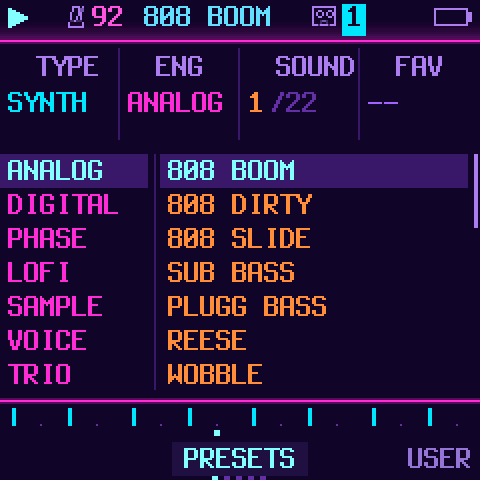 92 808 BOOM 1
TYPE ENG SOUND FAV
SYNTH ANALOG 1/22 --
ANALOG 808 BOOM
DIGITAL 808 DIRTY
PHASE 808 SLIDE
LOFI SUB BASS
SAMPLE PLUGG BASS
VOICE REESE
TRIO WOBBLE
PRESETS USER